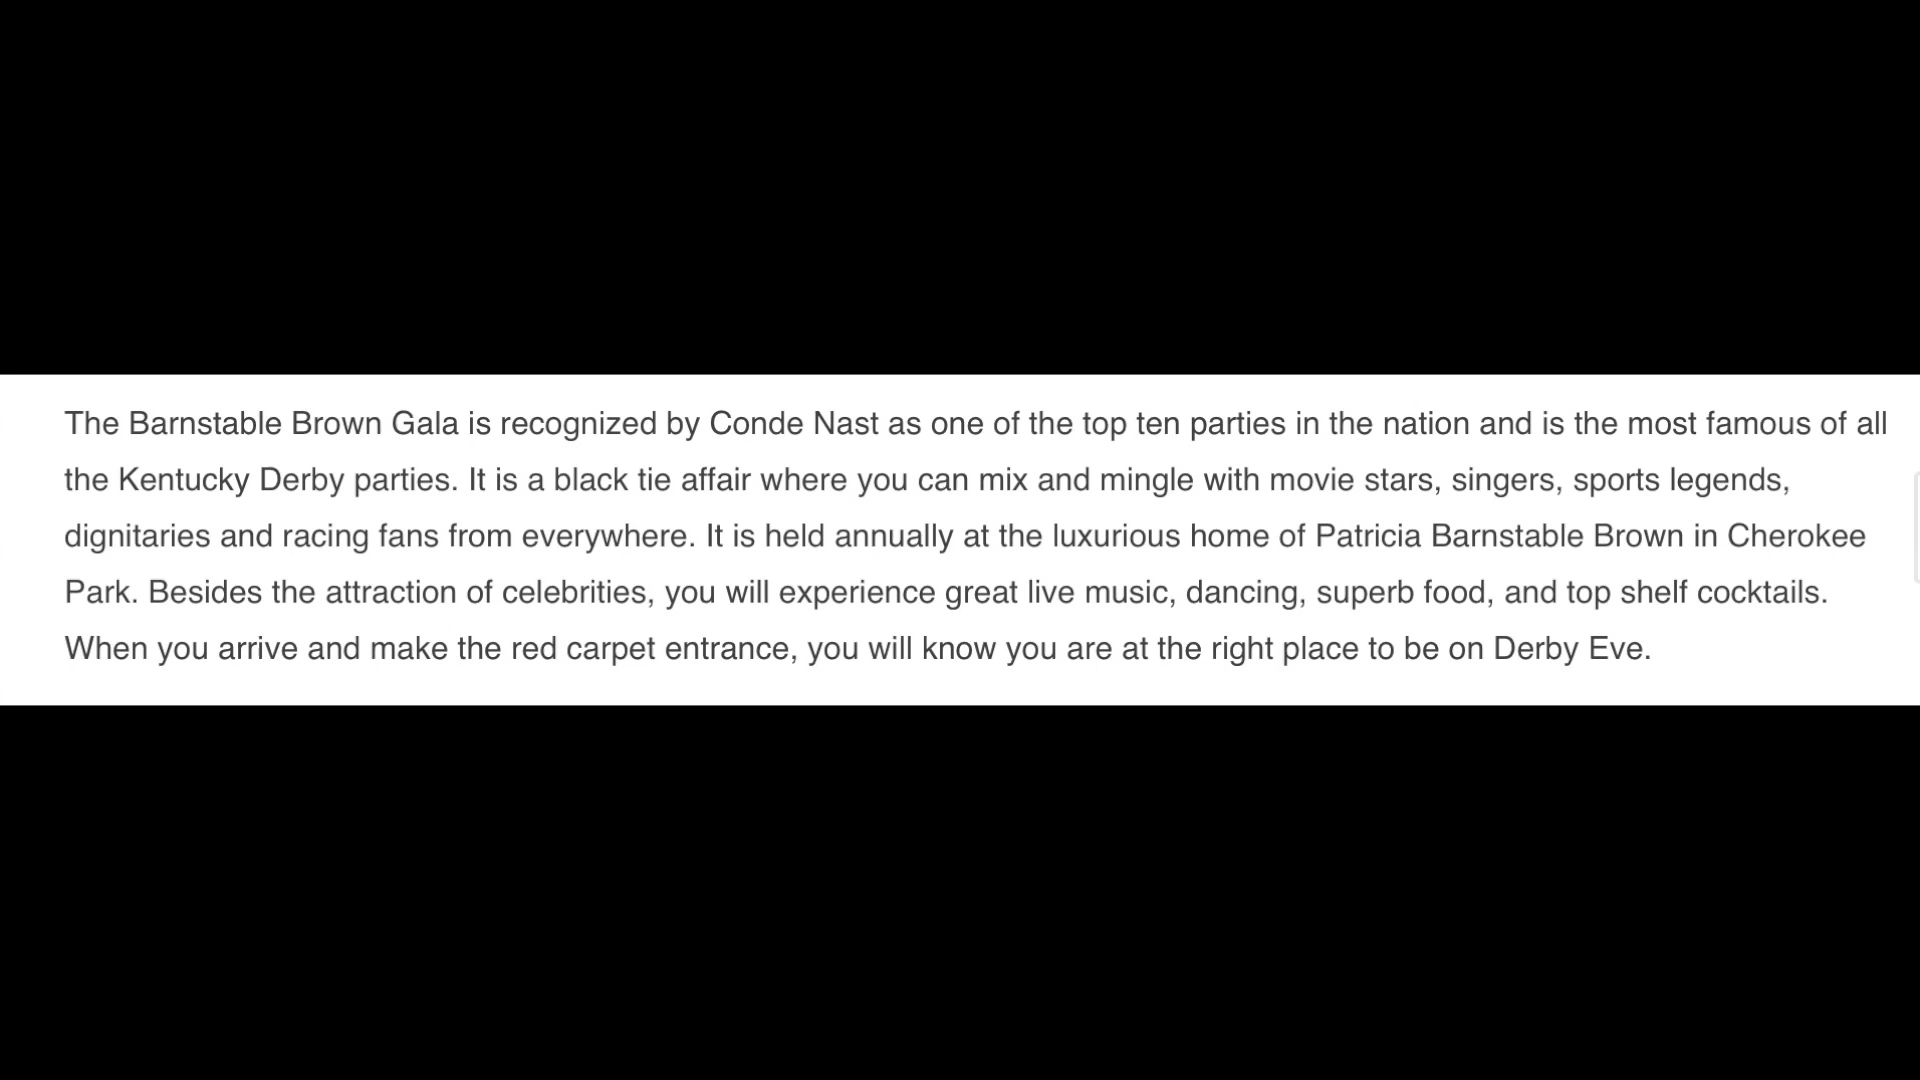 The Barnstable Brown Gala is recognized by Conde Nast as one of the top ten parties in the nation and is the most famous of all
the Kentucky Derby parties. It is a black tie affair where you can mix and mingle with movie stars, singers, sports legends,
dignitaries and racing fans from everywhere. It is held annually at the luxurious home of Patricia Barnstable Brown in Cherokee
Park. Besides the attraction of celebrities, you will experience great live music, dancing, superb food, and top shelf cocktails.
When you arrive and make the red carpet entrance, you will know you are at the right place to be on Derby Eve.